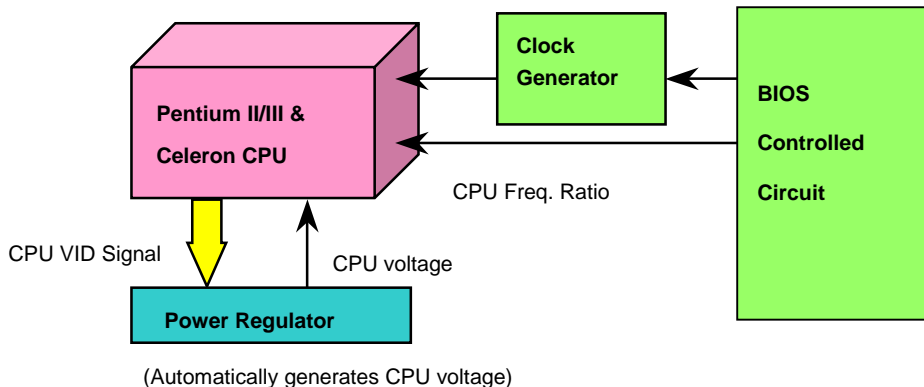 Clock
Generator
BIOS
Controlled
Circuit
Pentium II/III &
Celeron CPU
CPU Freq. Ratio
CPU VID Signal
CPU voltage
Power Regulator
(Automatically generates CPU voltage)